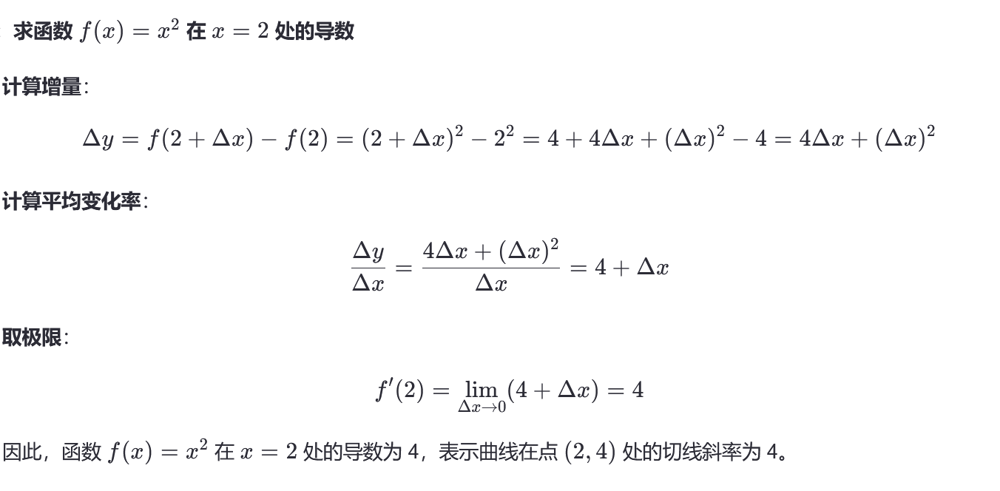 求函数 f(x) = x² 在 x = 2 处的导数
计算增量：
Δy = f(2 + Δx) − f(2) = (2 + Δx)² − 2² = 4 + 4Δx + (Δx)² − 4 = 4Δx + (Δx)²
计算平均变化率：
Δy/Δx = (4Δx + (Δx)²)/Δx = 4 + Δx
取极限：
f′(2) = lim_{Δx→0} (4 + Δx) = 4
因此，函数 f(x) = x² 在 x = 2 处的导数为 4，表示曲线在点 (2, 4) 处的切线斜率为 4。